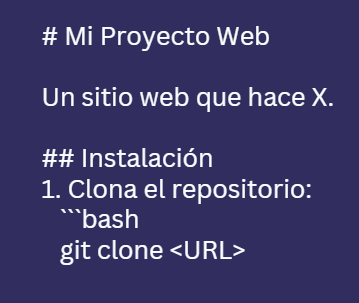 # Mi Proyecto Web
Un sitio web que hace X.
## Instalación
1. Clona el repositorio:
```bash
git clone <URL>